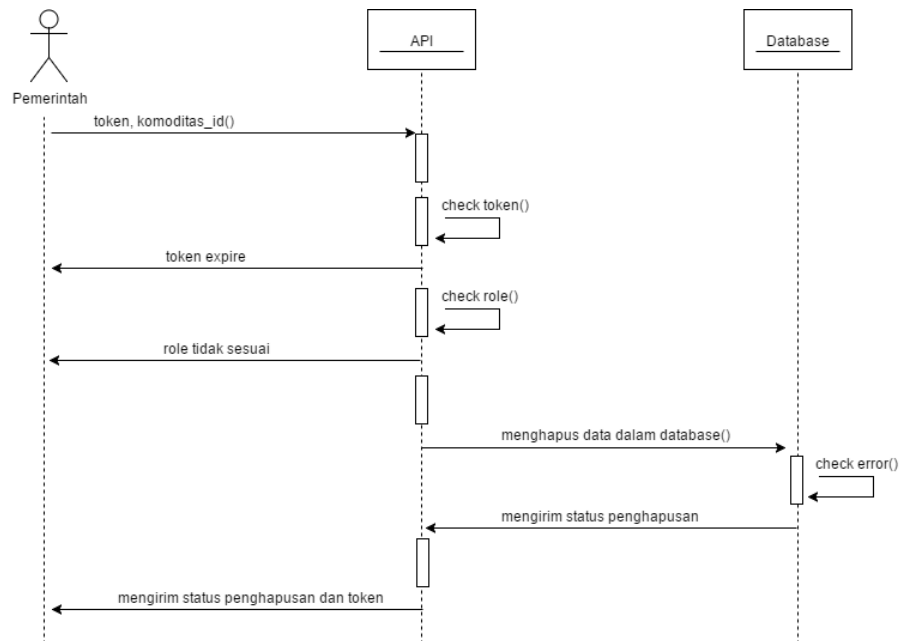 API
Database
Pemerintah
token, komoditas_id()
check token()
token expire
check role()
role tidak sesuai
menghapus data dalam database()
check error()
mengirim status penghapusan
mengirim status penghapusan dan token